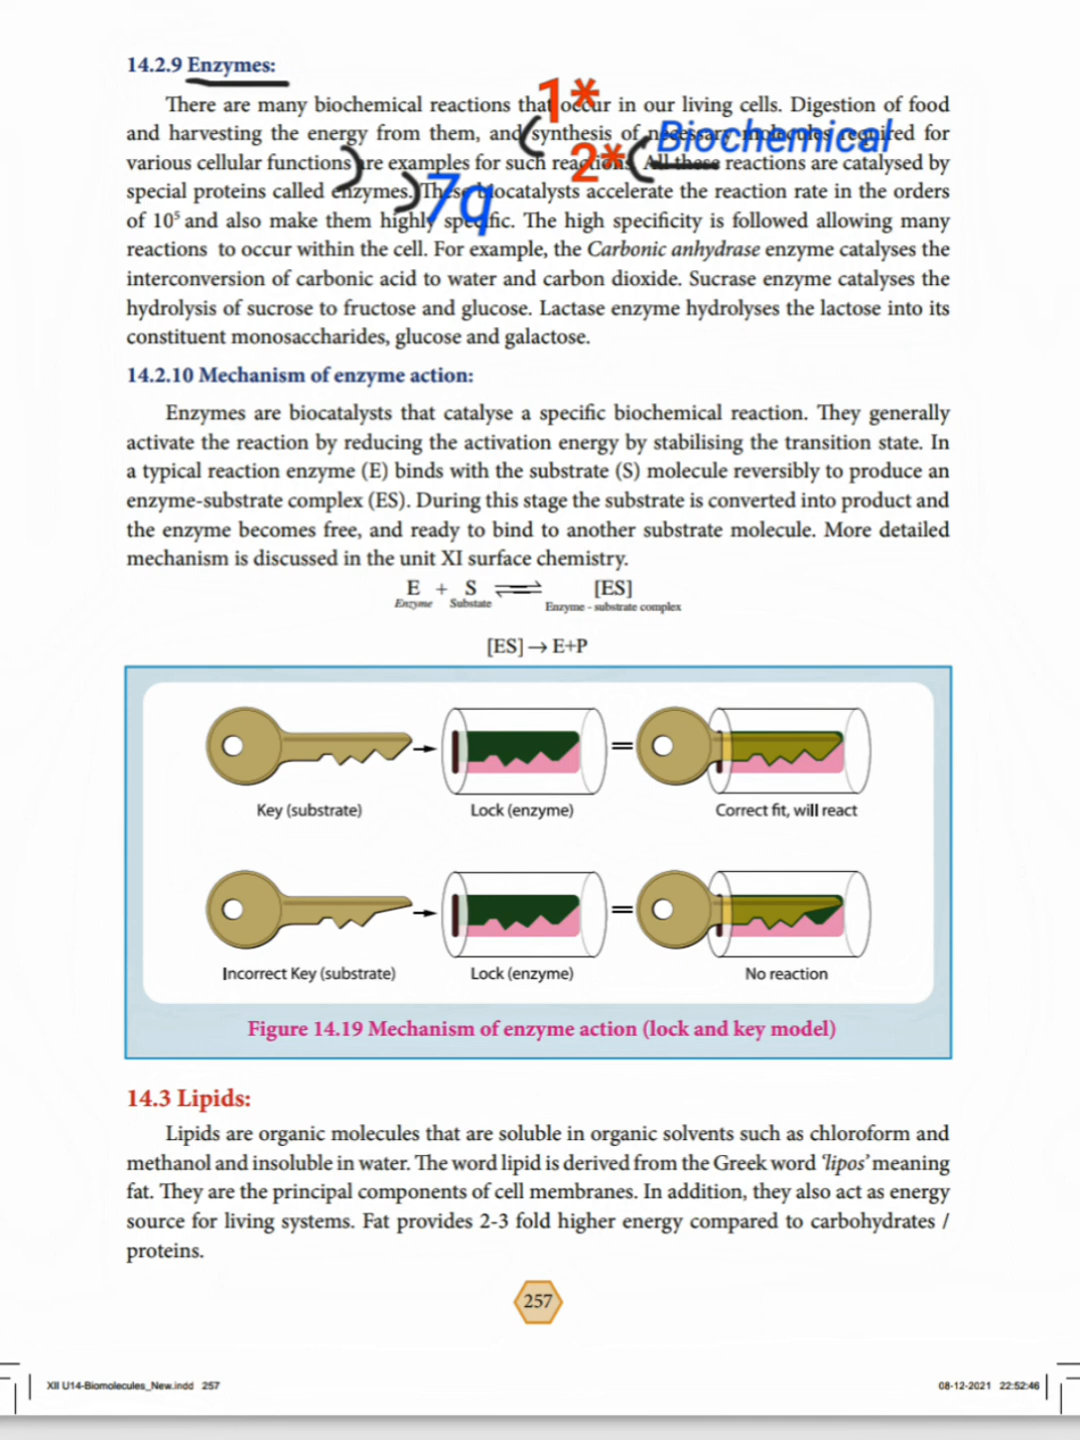 14.2.9 Enzymes:
1*
There are many biochemical reactions that occur in our living cells. Digestion of food
Biochemical
and harvesting the energy from them, and (synthesis of necessary molecules required for
2*
various cellular functions) are examples for such reactions. (All these reactions are catalysed by
special proteins called enzymes.) These biocatalysts accelerate the reaction rate in the orders
7q
of 10⁵ and also make them highly specific. The high specificity is followed allowing many
reactions to occur within the cell. For example, the Carbonic anhydrase enzyme catalyses the
interconversion of carbonic acid to water and carbon dioxide. Sucrase enzyme catalyses the
hydrolysis of sucrose to fructose and glucose. Lactase enzyme hydrolyses the lactose into its
constituent monosaccharides, glucose and galactose.
14.2.10 Mechanism of enzyme action:
Enzymes are biocatalysts that catalyse a specific biochemical reaction. They generally
activate the reaction by reducing the activation energy by stabilising the transition state. In
a typical reaction enzyme (E) binds with the substrate (S) molecule reversibly to produce an
enzyme-substrate complex (ES). During this stage the substrate is converted into product and
the enzyme becomes free, and ready to bind to another substrate molecule. More detailed
mechanism is discussed in the unit XI surface chemistry.
E + S ⇌ [ES]
Enzyme Substate Enzyme - substrate complex
[ES] → E+P
Key (substrate) Lock (enzyme) Correct fit, will react
Incorrect Key (substrate) Lock (enzyme) No reaction
Figure 14.19 Mechanism of enzyme action (lock and key model)
14.3 Lipids:
Lipids are organic molecules that are soluble in organic solvents such as chloroform and
methanol and insoluble in water. The word lipid is derived from the Greek word 'lipos' meaning
fat. They are the principal components of cell membranes. In addition, they also act as energy
source for living systems. Fat provides 2-3 fold higher energy compared to carbohydrates /
proteins.
257
XII U14-Biomolecules_New.indd 257 08-12-2021 22:52:46